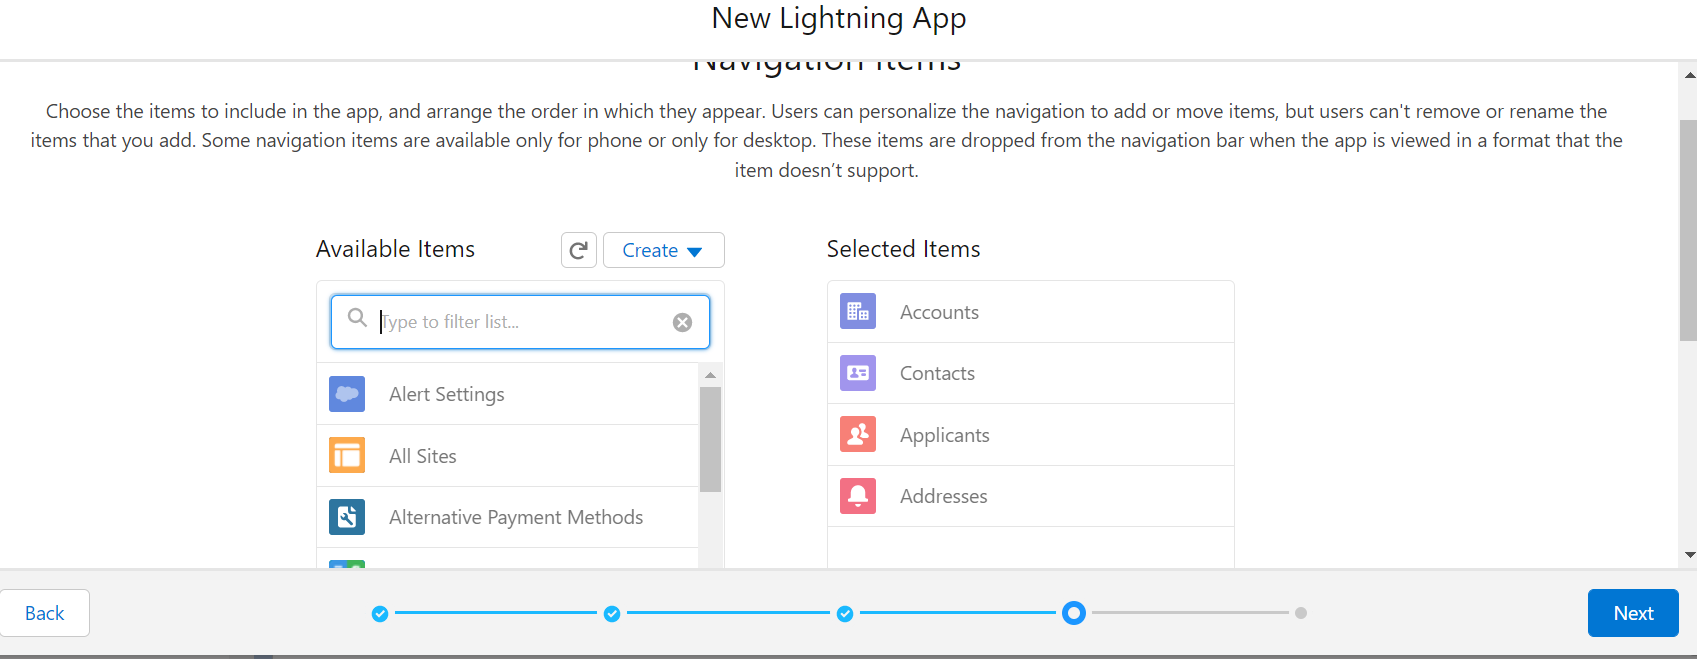 New Lightning App
Navigation Items
Choose the items to include in the app, and arrange the order in which they appear. Users can personalize the navigation to add or move items, but users can't remove or rename the
items that you add. Some navigation items are available only for phone or only for desktop. These items are dropped from the navigation bar when the app is viewed in a format that the
item doesn’t support.
Available Items
Create
Type to filter list...
Alert Settings
All Sites
Alternative Payment Methods
Selected Items
Accounts
Contacts
Applicants
Addresses
Back
Next